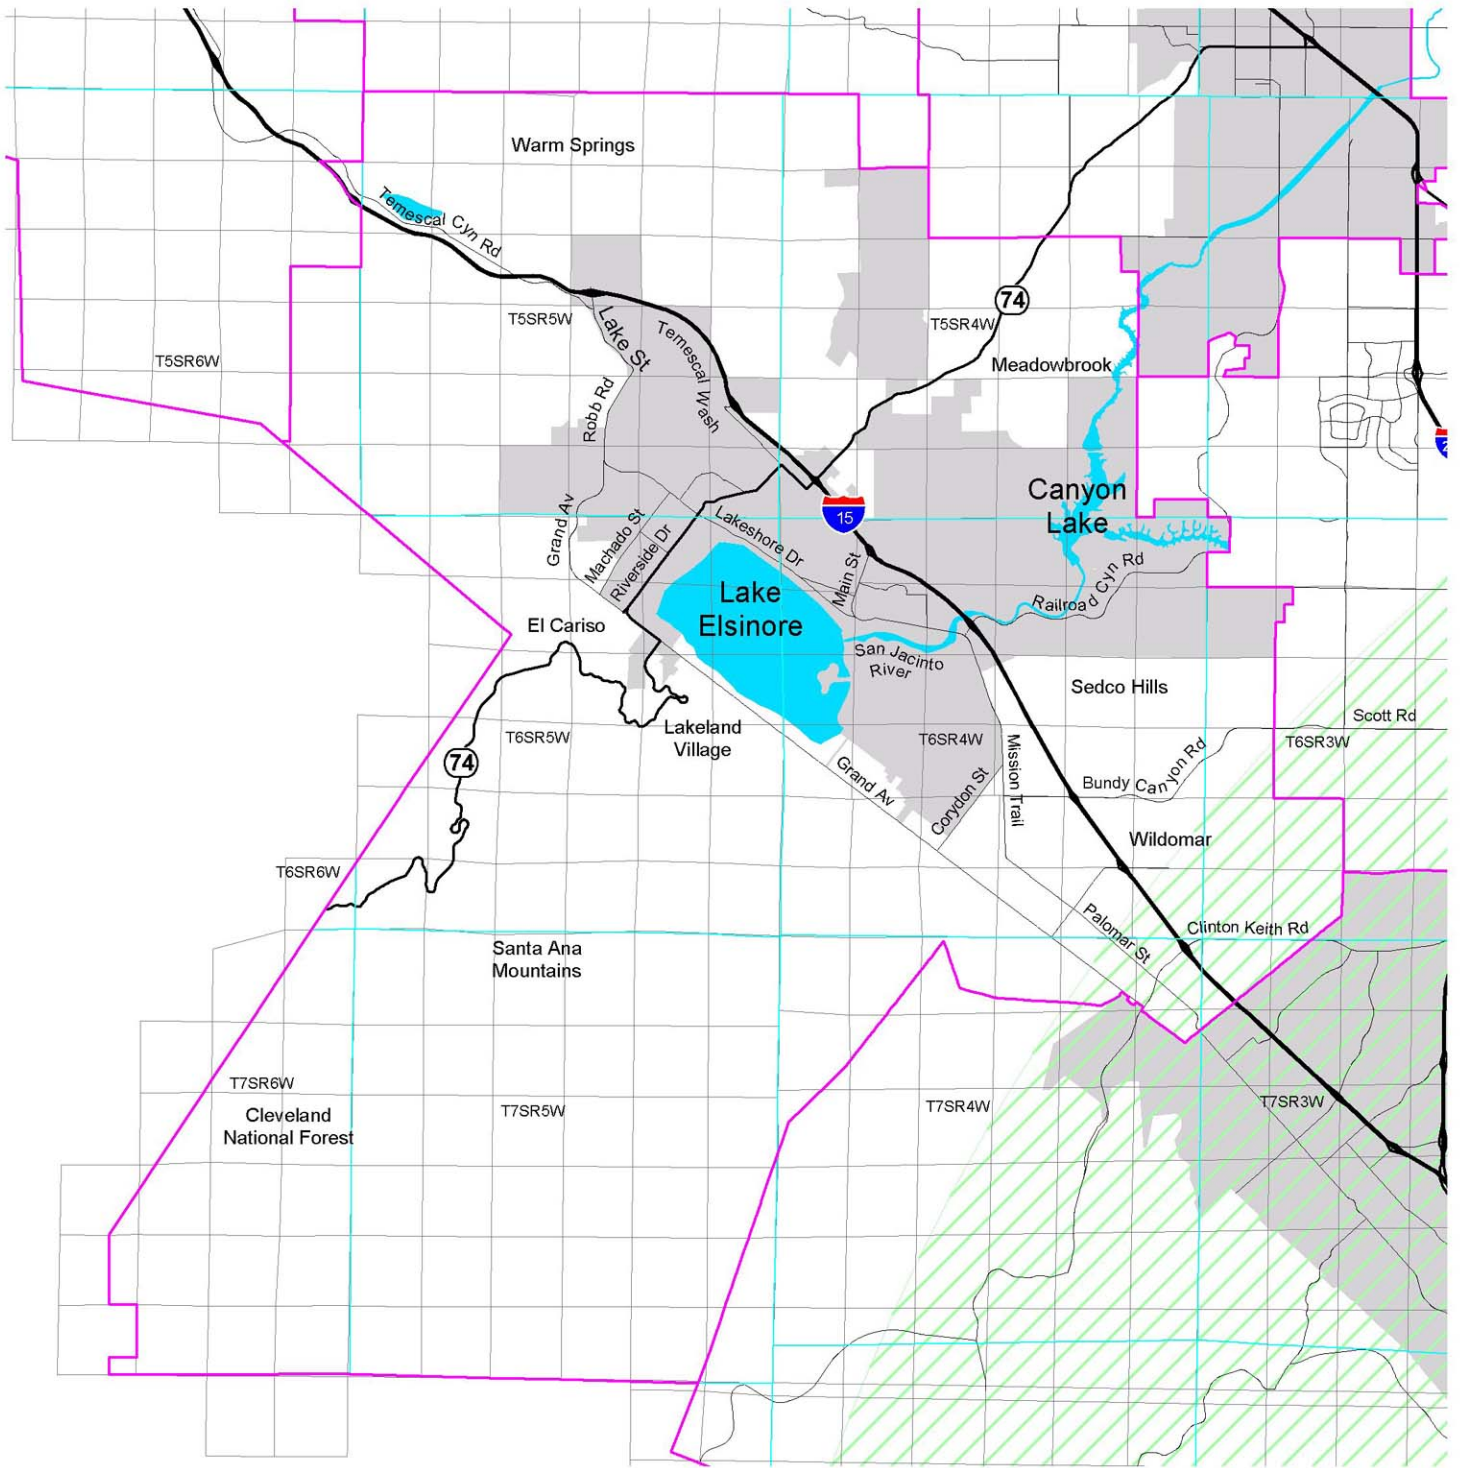 Warm Springs
Temescal Cyn Rd
74
T5SR5W
T5SR4W
Lake St
Temescal Wash
T5SR6W
Meadowbrook
Robb Rd
Canyon
Lake
15
Grand Av
Machado St
Riverside Dr
Lakeshore Dr
Main St
Railroad Cyn Rd
Lake
Elsinore
El Cariso
San Jacinto
River
Sedco Hills
Lakeland
Village
Scott Rd
T6SR5W
T6SR4W
T6SR3W
74
Mission Trail
Grand Av
Corydon St
Bundy Canyon Rd
Wildomar
T6SR6W
Palomar St
Clinton Keith Rd
Santa Ana
Mountains
T7SR6W
T7SR5W
T7SR4W
T7SR3W
Cleveland
National Forest